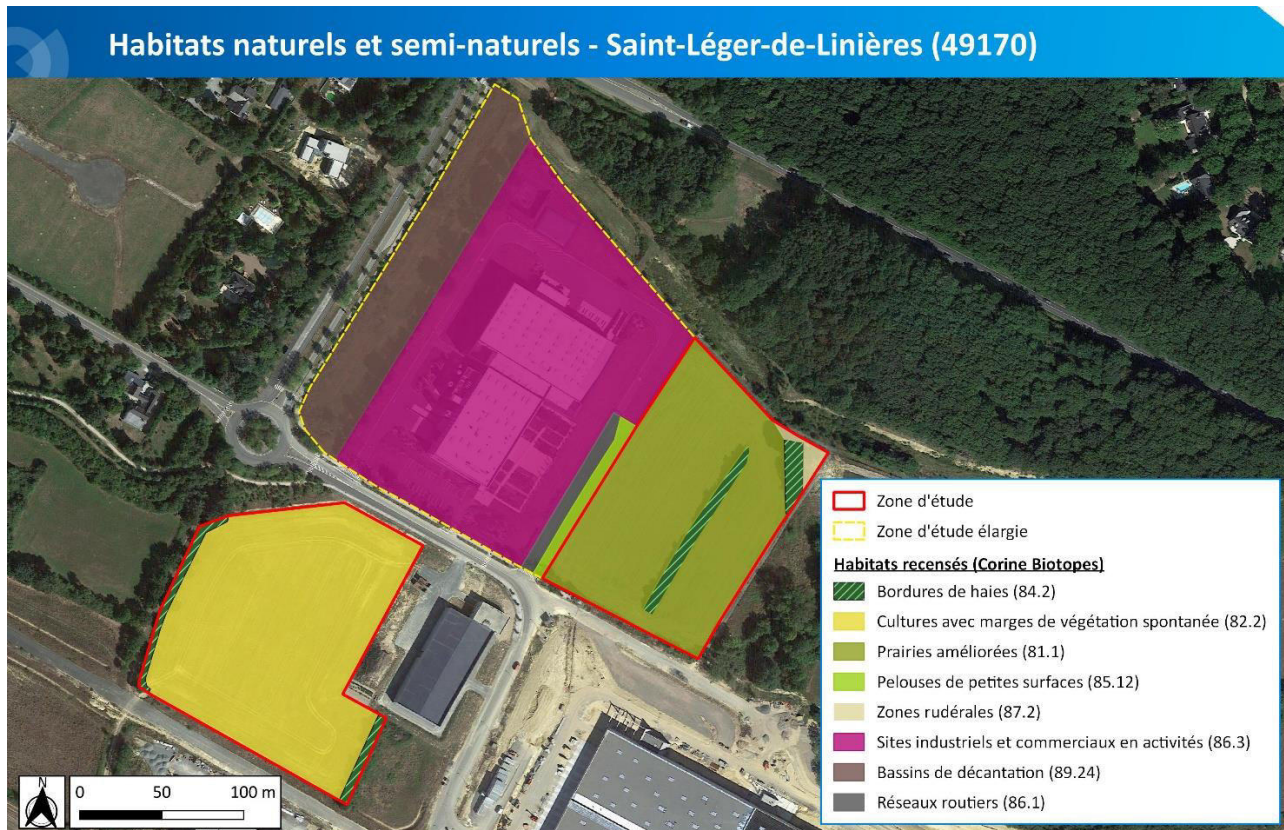 Habitats naturels et semi-naturels - Saint-Léger-de-Linières (49170)
Zone d'étude
Zone d'étude élargie
Habitats recensés (Corine Biotopes)
Bordures de haies (84.2)
Cultures avec marges de végétation spontanée (82.2)
Prairies améliorées (81.1)
Pelouses de petites surfaces (85.12)
Zones rudérales (87.2)
Sites industriels et commerciaux en activités (86.3)
Bassins de décantation (89.24)
Réseaux routiers (86.1)
N
0 50 100 m